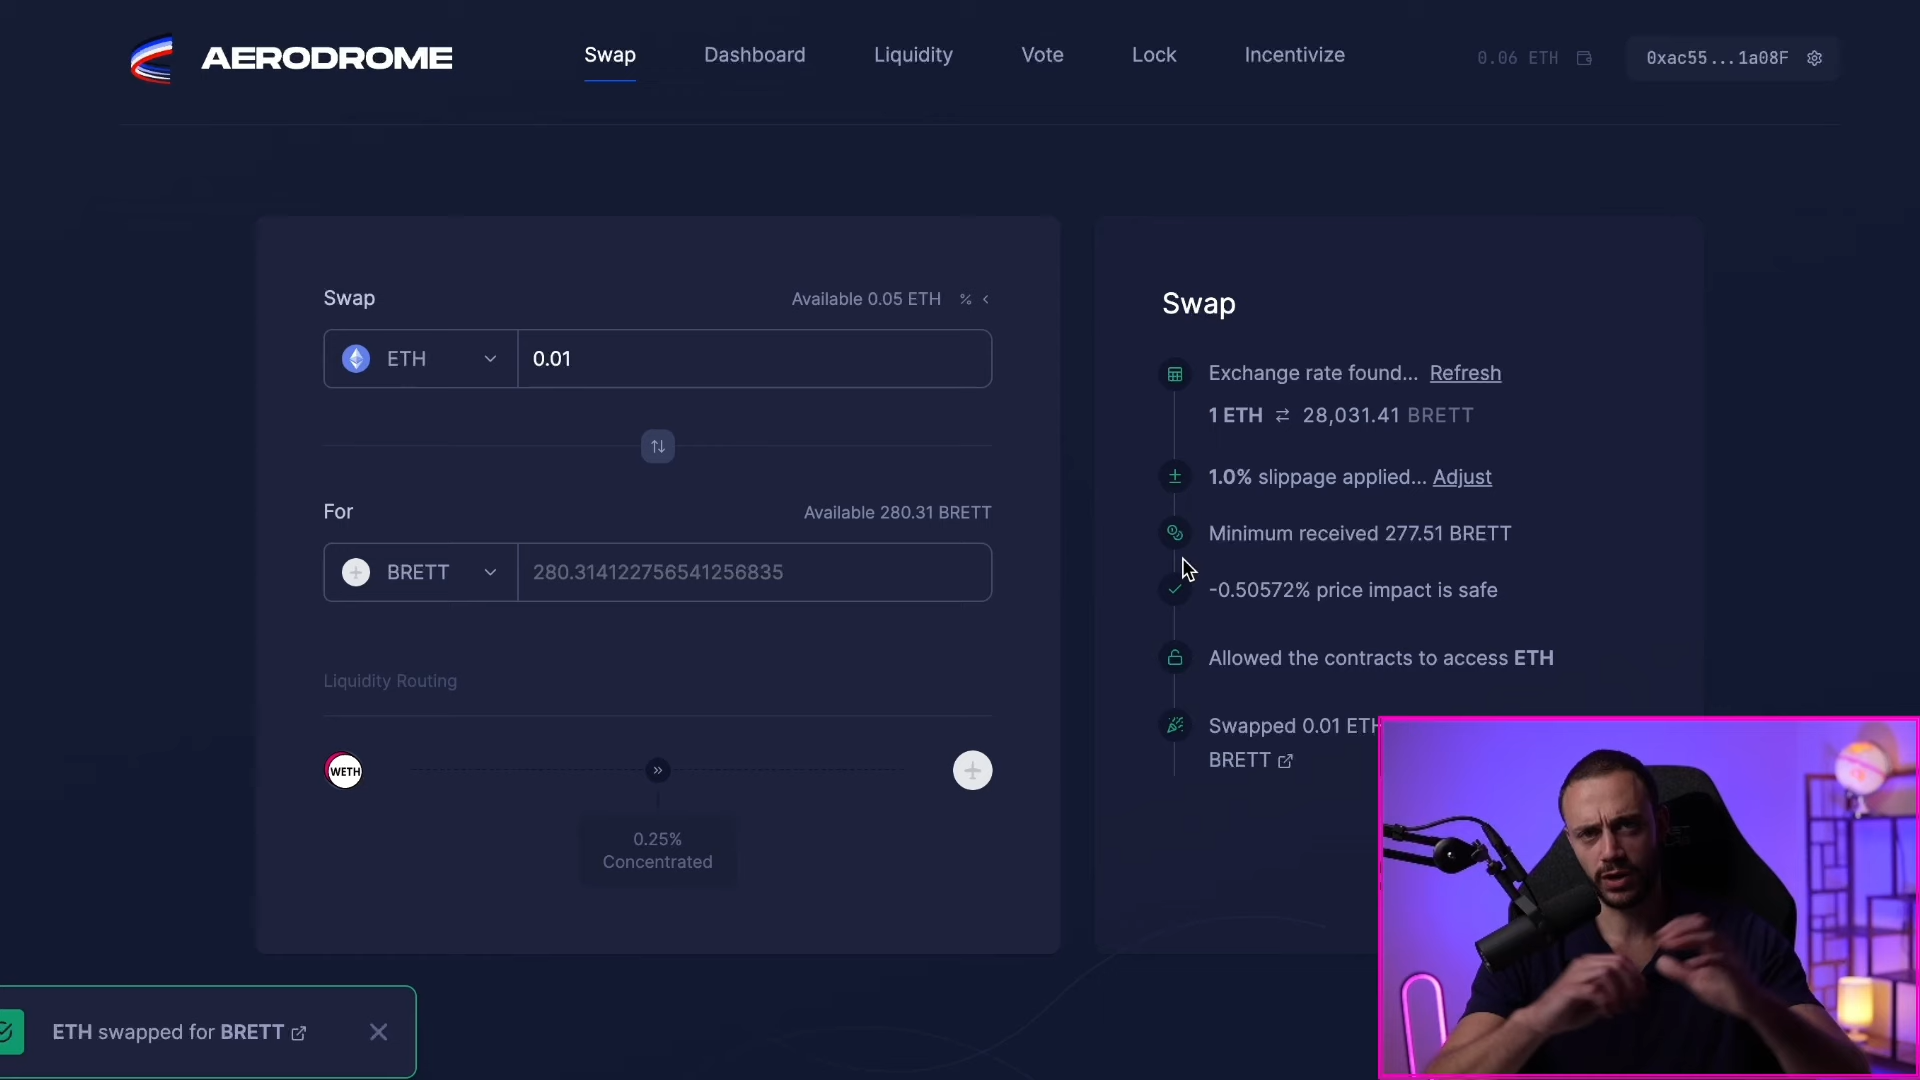 AERODROME
Swap
Dashboard
Liquidity
Vote
Lock
Incentivize
0.06 ETH
0xac55...1a08F
Swap
Available 0.05 ETH %
ETH
0.01
For
Available 280.31 BRETT
BRETT
280.314122756541256835
Liquidity Routing
WETH
0.25%
Concentrated
Swap
Exchange rate found... Refresh
1 ETH ⇄ 28,031.41 BRETT
1.0% slippage applied... Adjust
Minimum received 277.51 BRETT
-0.50572% price impact is safe
Allowed the contracts to access ETH
Swapped 0.01 ETH
BRETT
ETH swapped for BRETT